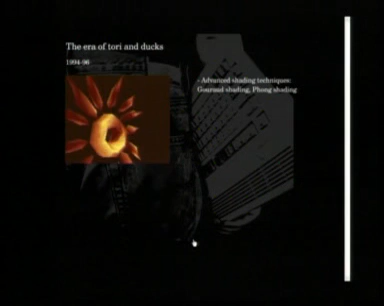 The era of tori and ducks
1994-96
- Advanced shading techniques:
Gouraud shading, Phong shading